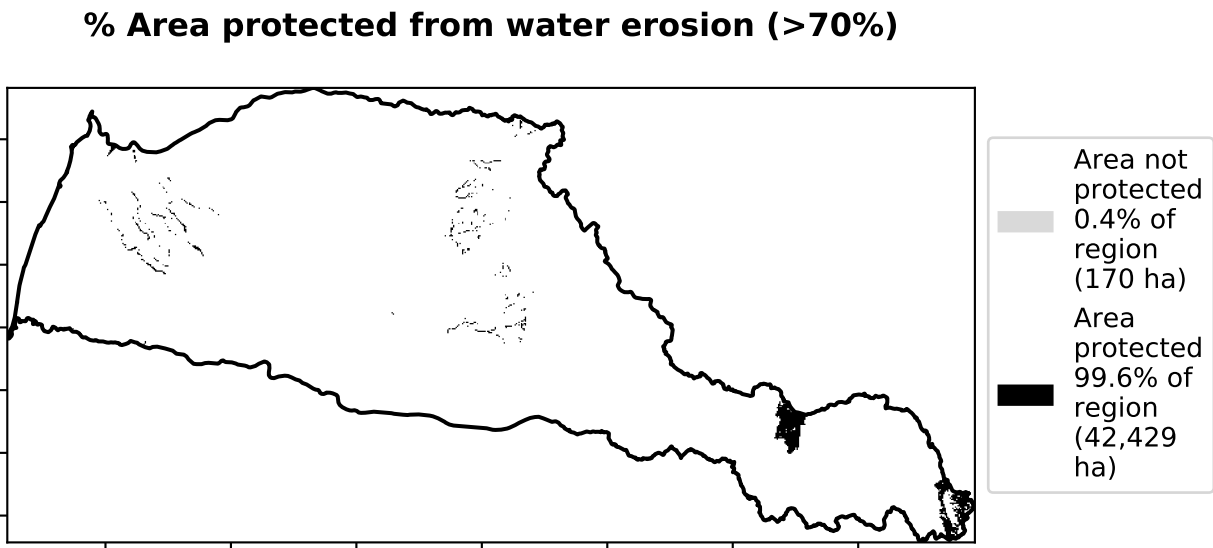 % Area protected from water erosion (>70%)
Area not
protected
0.4% of
region
(170 ha)
Area
protected
99.6% of
region
(42,429
ha)